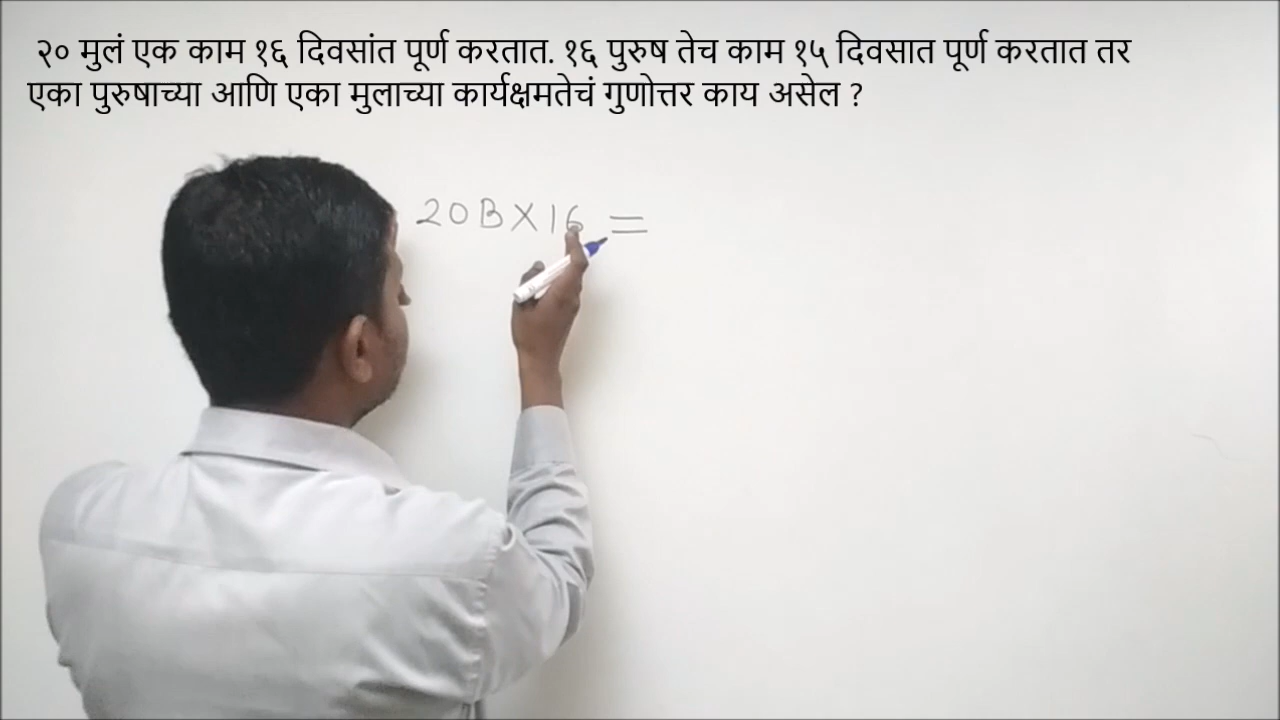 २० मुलं एक काम १६ दिवसांत पूर्ण करतात. १६ पुरुष तेच काम १५ दिवसात पूर्ण करतात तर
एका पुरुषाच्या आणि एका मुलाच्या कार्यक्षमतेचं गुणोत्तर काय असेल ?
20B×16 =